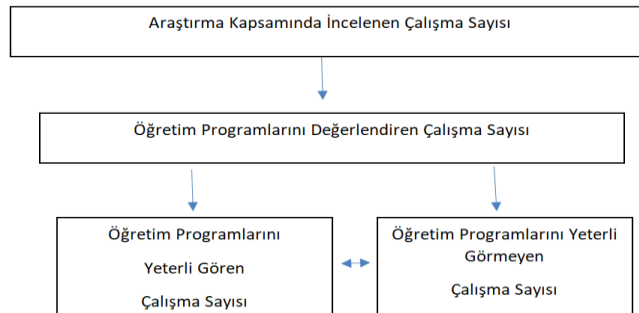 Araştırma Kapsamında İncelenen Çalışma Sayısı
Öğretim Programlarını Değerlendiren Çalışma Sayısı
Öğretim Programlarını
Yeterli Gören
Çalışma Sayısı
Öğretim Programlarını Yeterli
Görmeyen
Çalışma Sayısı